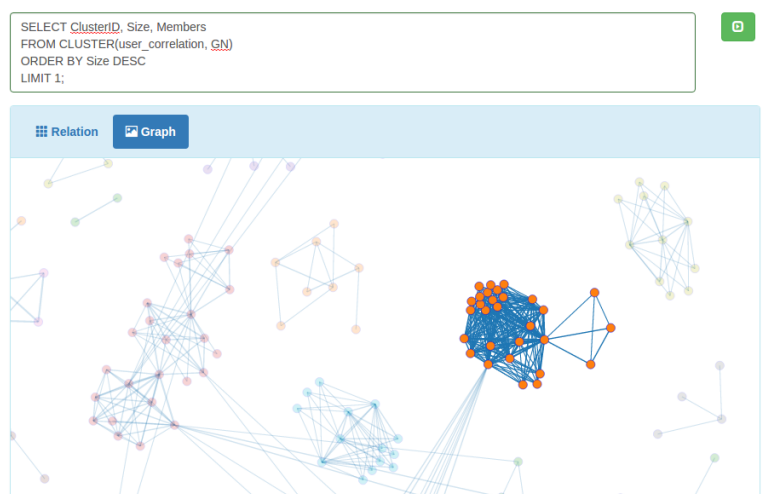 SELECT ClusterID, Size, Members
FROM CLUSTER(user_correlation, GN)
ORDER BY Size DESC
LIMIT 1;
Relation
Graph